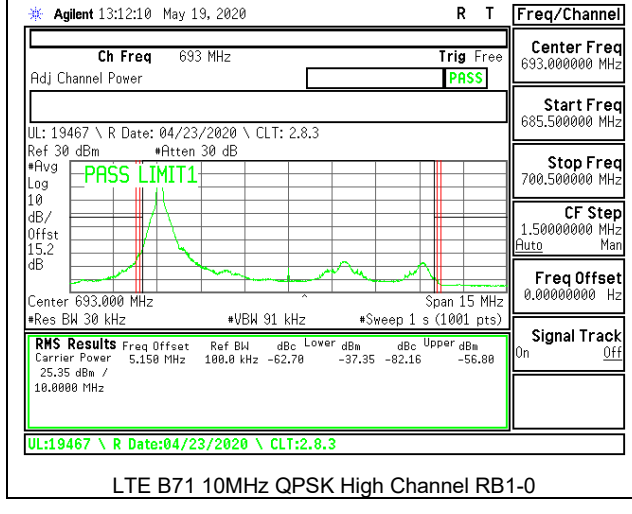 Agilent 13:12:10 May 19, 2020 R T
Ch Freq 693 MHz Trig Free
Adj Channel Power PASS
UL: 19467 \ R Date: 04/23/2020 \ CLT: 2.8.3
Ref 30 dBm #Atten 30 dB
#Avg
Log
10
dB/
Offst
15.2
dB
PASS LIMIT1
Center 693.000 MHz Span 15 MHz
#Res BW 30 kHz #VBW 91 kHz #Sweep 1 s (1001 pts)
RMS Results Freq Offset Ref BW dBc Lower dBm dBc Upper dBm
Carrier Power 5.150 MHz 100.0 kHz -62.70 -37.35 -82.16 -56.80
25.35 dBm /
10.0000 MHz
UL:19467 \ R Date:04/23/2020 \ CLT:2.8.3
Freq/Channel
Center Freq
693.000000 MHz
Start Freq
685.500000 MHz
Stop Freq
700.500000 MHz
CF Step
1.50000000 MHz
Auto Man
Freq Offset
0.00000000 Hz
Signal Track
On Off
LTE B71 10MHz QPSK High Channel RB1-0